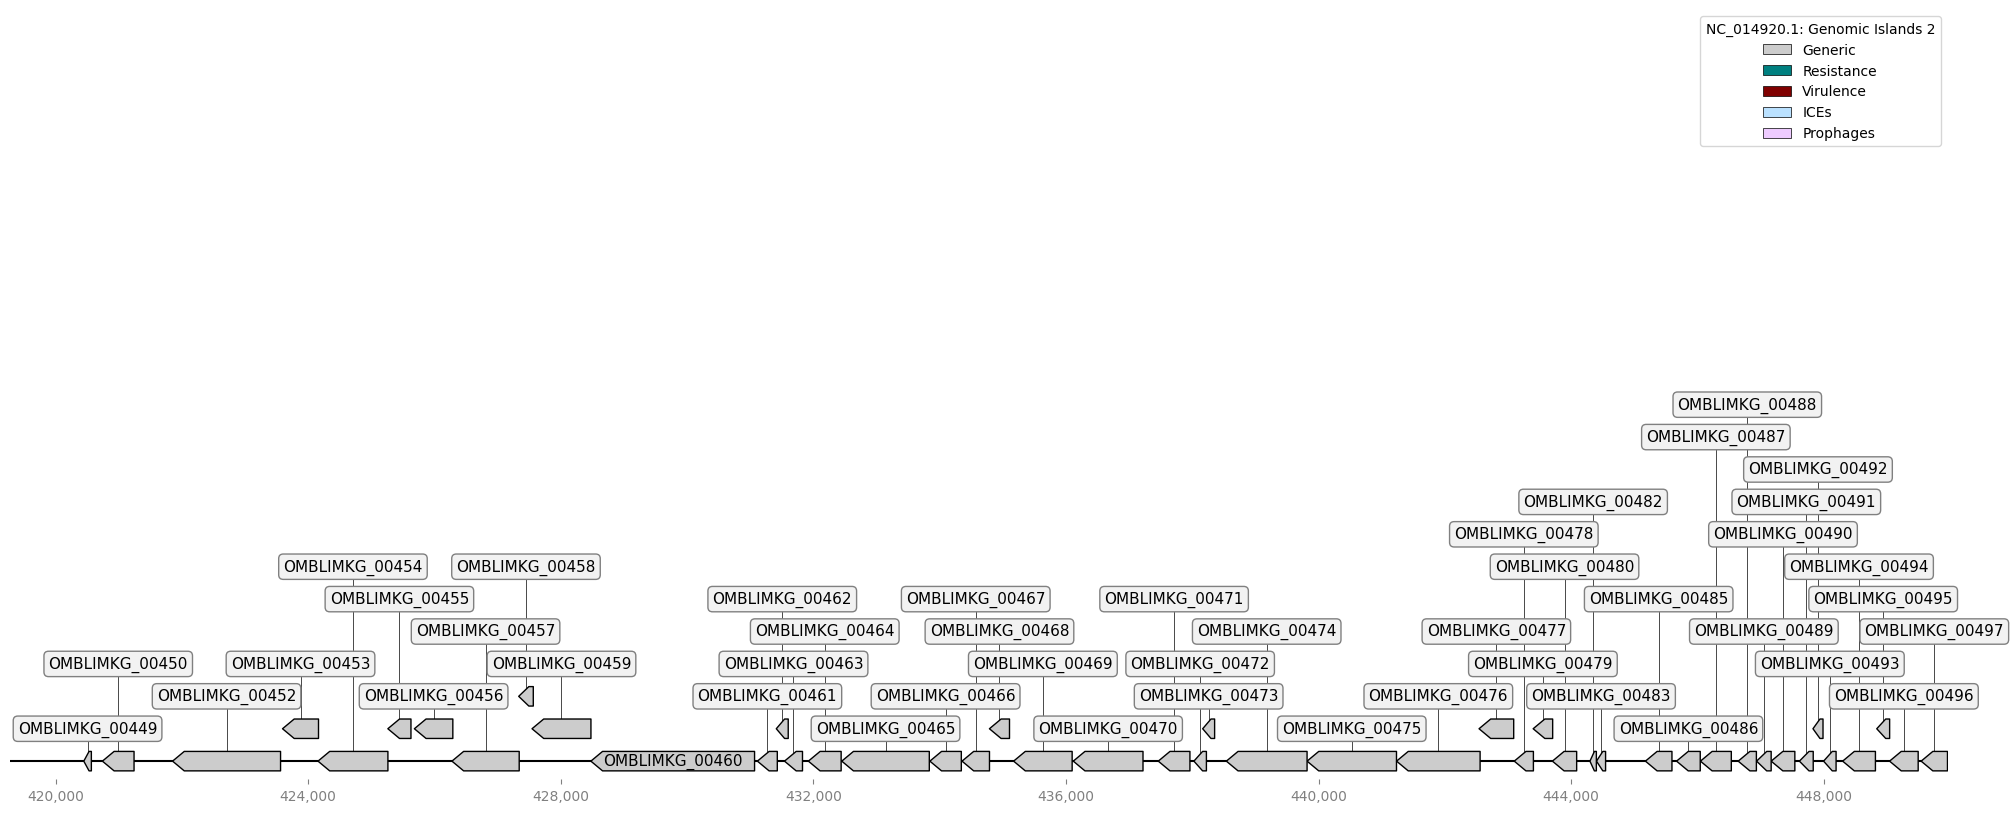 NC_014920.1: Genomic Islands 2
Generic
Resistance
Virulence
ICEs
Prophages
OMBLIMKG_00488
OMBLIMKG_00487
OMBLIMKG_00492
OMBLIMKG_00482 OMBLIMKG_00491
OMBLIMKG_00478 OMBLIMKG_00490
OMBLIMKG_00454 OMBLIMKG_00458 OMBLIMKG_00480 OMBLIMKG_00494
OMBLIMKG_00455 OMBLIMKG_00462 OMBLIMKG_00467 OMBLIMKG_00471 OMBLIMKG_00485 OMBLIMKG_00495
OMBLIMKG_00457 OMBLIMKG_00464 OMBLIMKG_00468 OMBLIMKG_00474 OMBLIMKG_00477 OMBLIMKG_00489 OMBLIMKG_00497
OMBLIMKG_00450 OMBLIMKG_00453 OMBLIMKG_00459 OMBLIMKG_00463 OMBLIMKG_00469 OMBLIMKG_00472 OMBLIMKG_00479 OMBLIMKG_00493
OMBLIMKG_00452 OMBLIMKG_00456 OMBLIMKG_00461 OMBLIMKG_00466 OMBLIMKG_00473 OMBLIMKG_00476 OMBLIMKG_00483 OMBLIMKG_00496
OMBLIMKG_00449 OMBLIMKG_00465 OMBLIMKG_00470 OMBLIMKG_00475 OMBLIMKG_00486
OMBLIMKG_00460
420,000 424,000 428,000 432,000 436,000 440,000 444,000 448,000